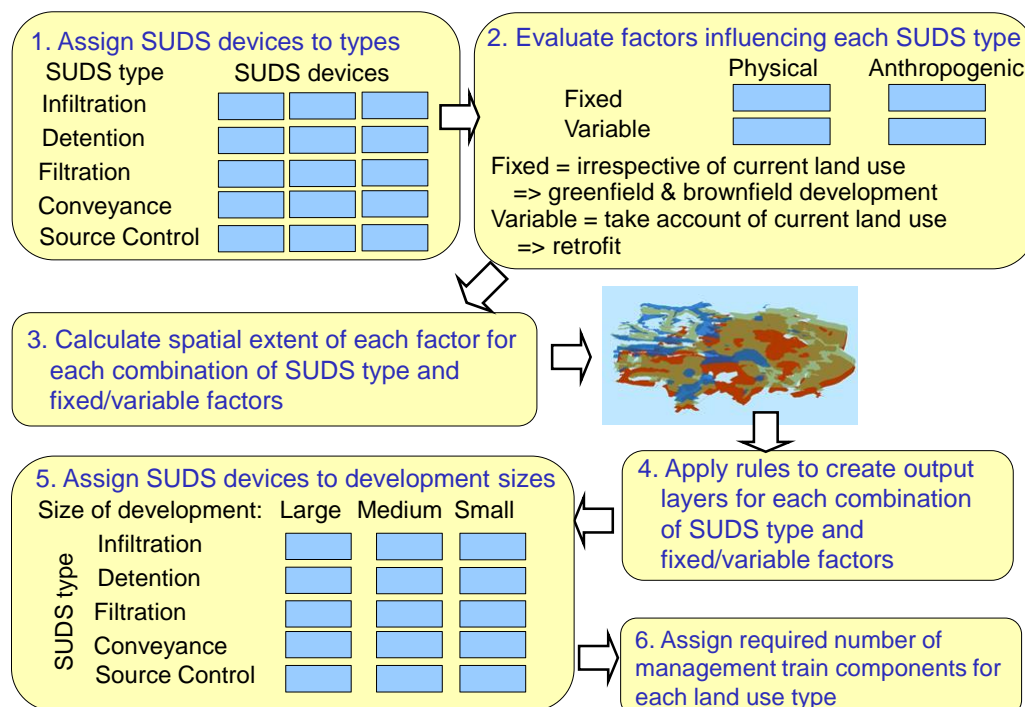 1. Assign SUDS devices to types
SUDS type SUDS devices
Infiltration
Detention
Filtration
Conveyance
Source Control
2. Evaluate factors influencing each SUDS type
Physical Anthropogenic
Fixed
Variable
Fixed = irrespective of current land use
=> greenfield & brownfield development
Variable = take account of current land use
=> retrofit
3. Calculate spatial extent of each factor for
each combination of SUDS type and
fixed/variable factors
4. Apply rules to create output
layers for each combination
of SUDS type and
fixed/variable factors
5. Assign SUDS devices to development sizes
Size of development: Large Medium Small
SUDS type
Infiltration
Detention
Filtration
Conveyance
Source Control
6. Assign required number of
management train components for
each land use type